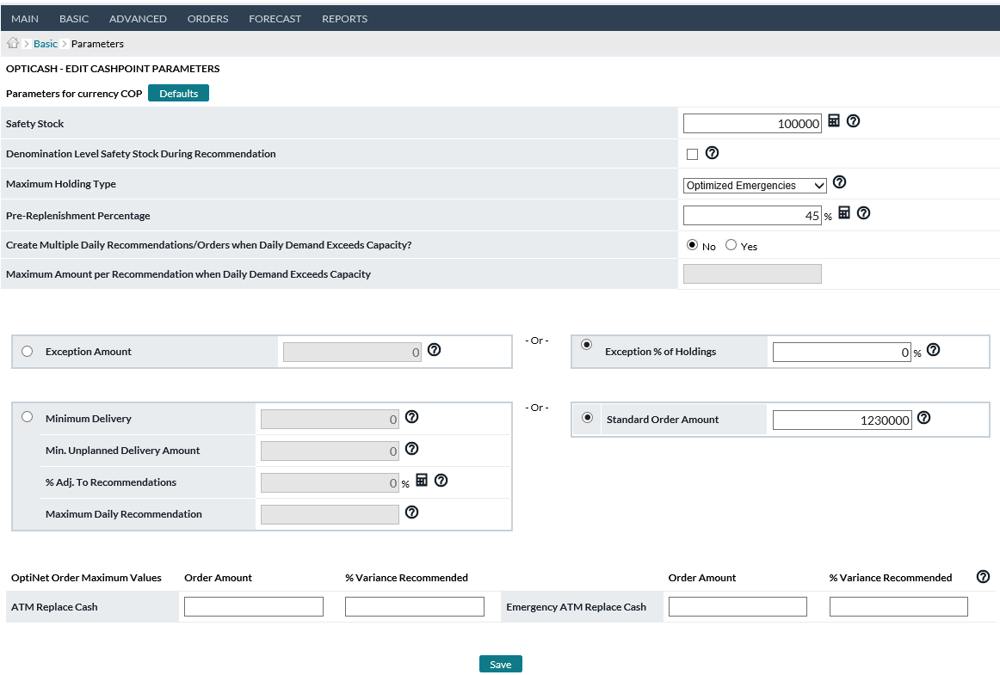 MAIN BASIC ADVANCED ORDERS FORECAST REPORTS
> Basic > Parameters
OPTICASH - EDIT CASHPOINT PARAMETERS
Parameters for currency COP Defaults
Safety Stock 100000
Denomination Level Safety Stock During Recommendation
Maximum Holding Type Optimized Emergencies
Pre-Replenishment Percentage 45 %
Create Multiple Daily Recommendations/Orders when Daily Demand Exceeds Capacity? No Yes
Maximum Amount per Recommendation when Daily Demand Exceeds Capacity
Exception Amount 0 - Or - Exception % of Holdings 0 %
Minimum Delivery 0 - Or - Standard Order Amount 1230000
Min. Unplanned Delivery Amount 0
% Adj. To Recommendations 0 %
Maximum Daily Recommendation
OptiNet Order Maximum Values Order Amount % Variance Recommended Order Amount % Variance Recommended
ATM Replace Cash Emergency ATM Replace Cash
Save